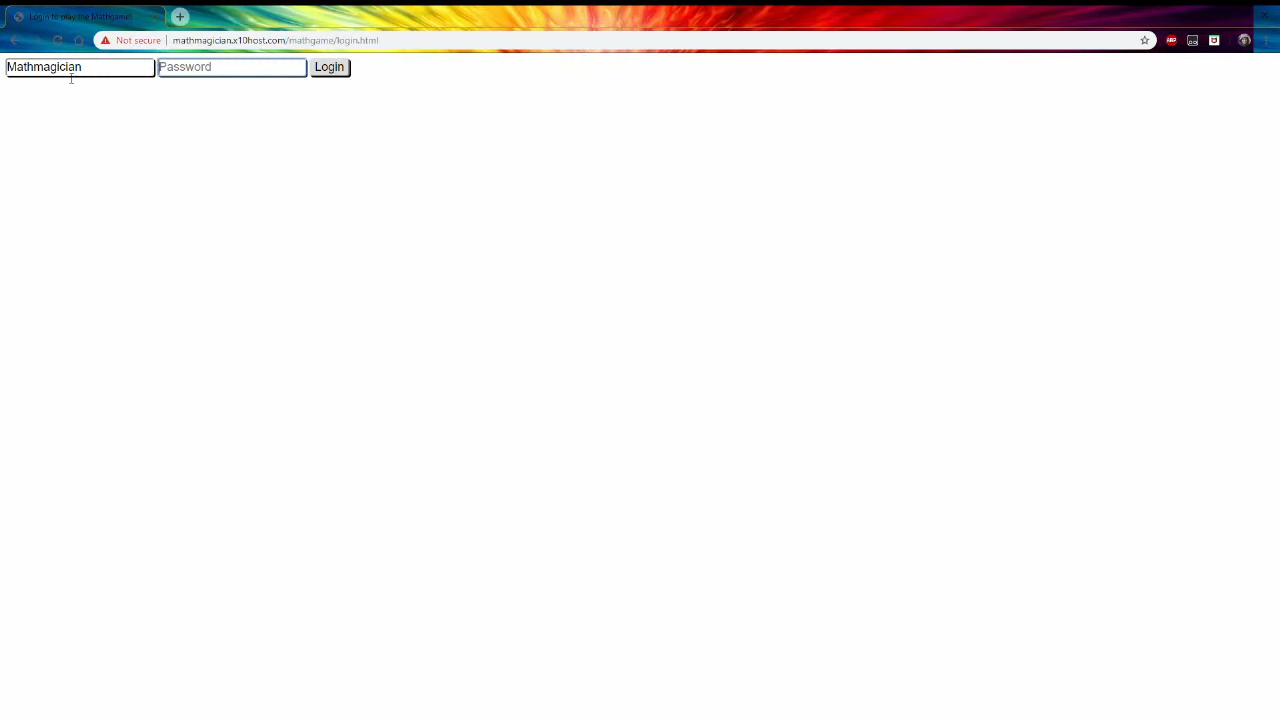 Login to play the Mathgame!
Not secure mathmagician.x10host.com/mathgame/login.html
Mathmagician Password Login